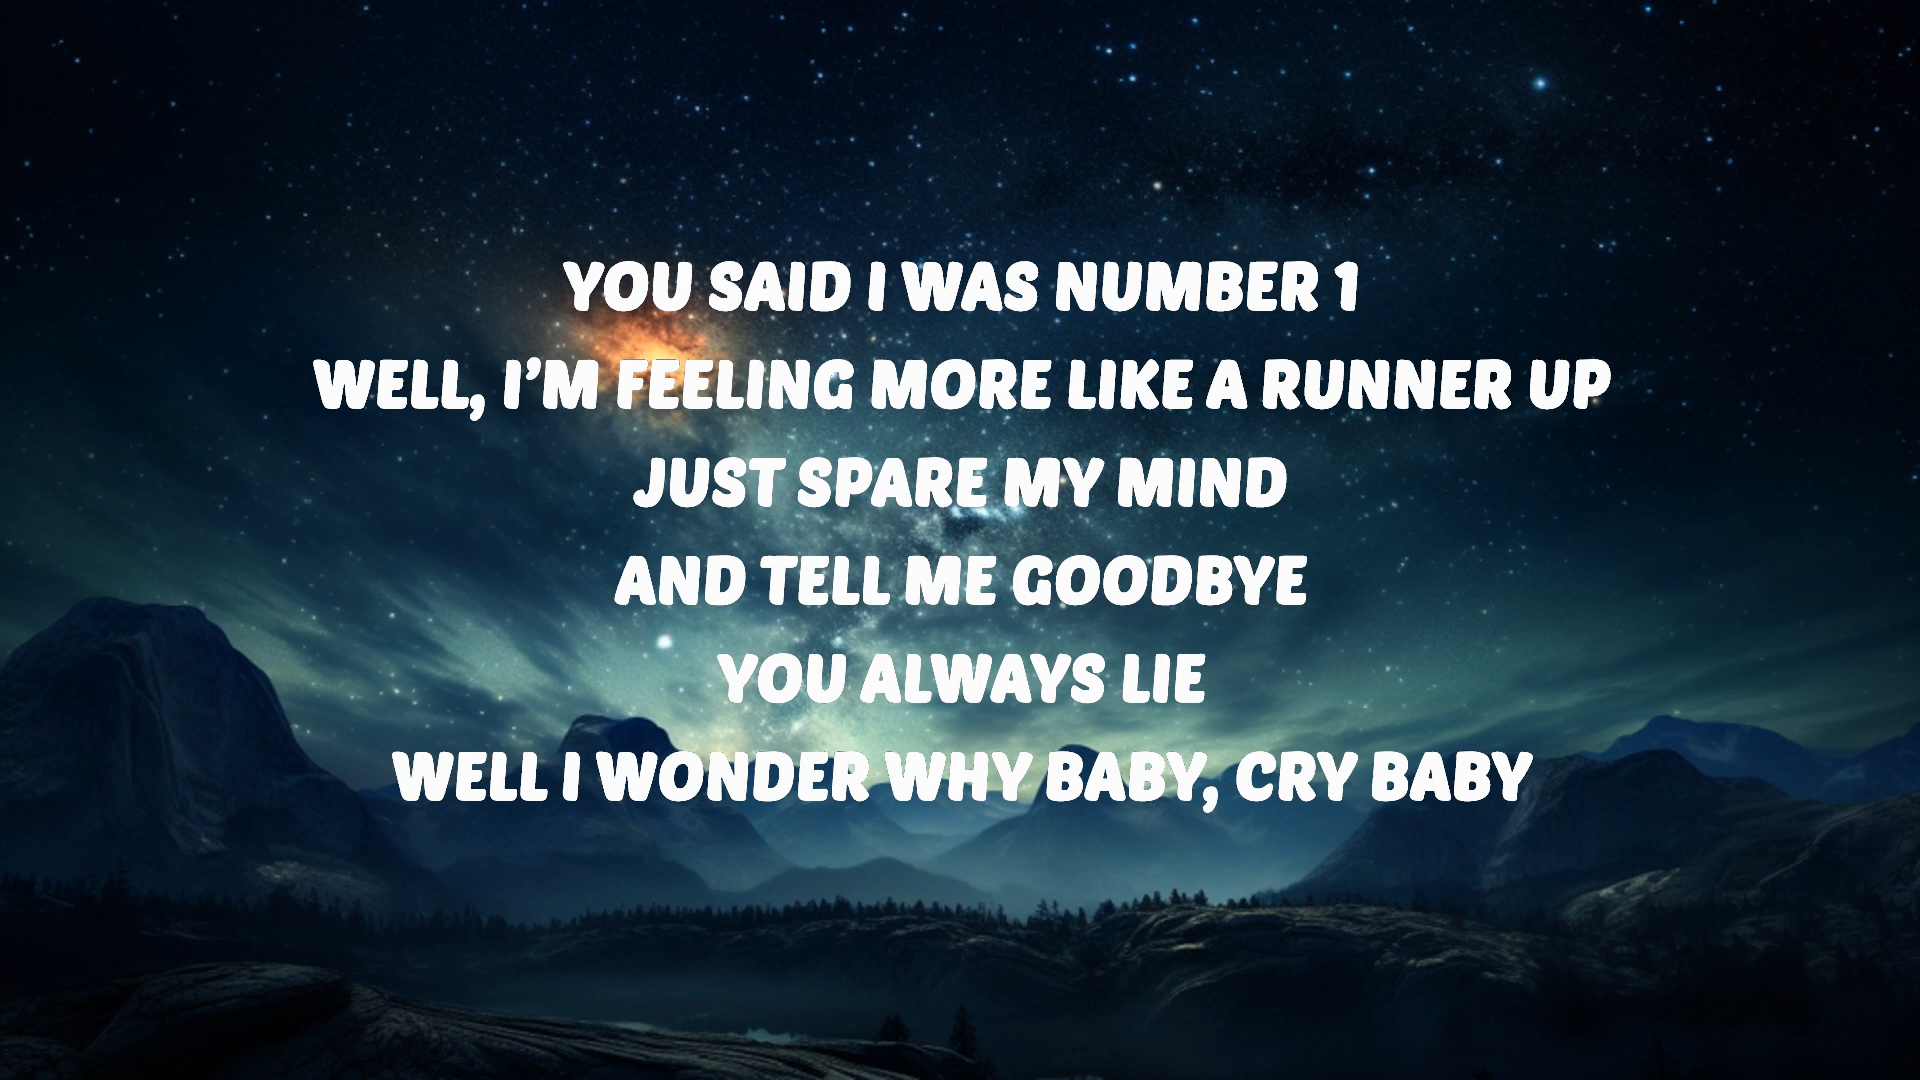 YOU SAID I WAS NUMBER 1
WELL, I’M FEELING MORE LIKE A RUNNER UP
JUST SPARE MY MIND
AND TELL ME GOODBYE
YOU ALWAYS LIE
WELL I WONDER WHY BABY, CRY BABY